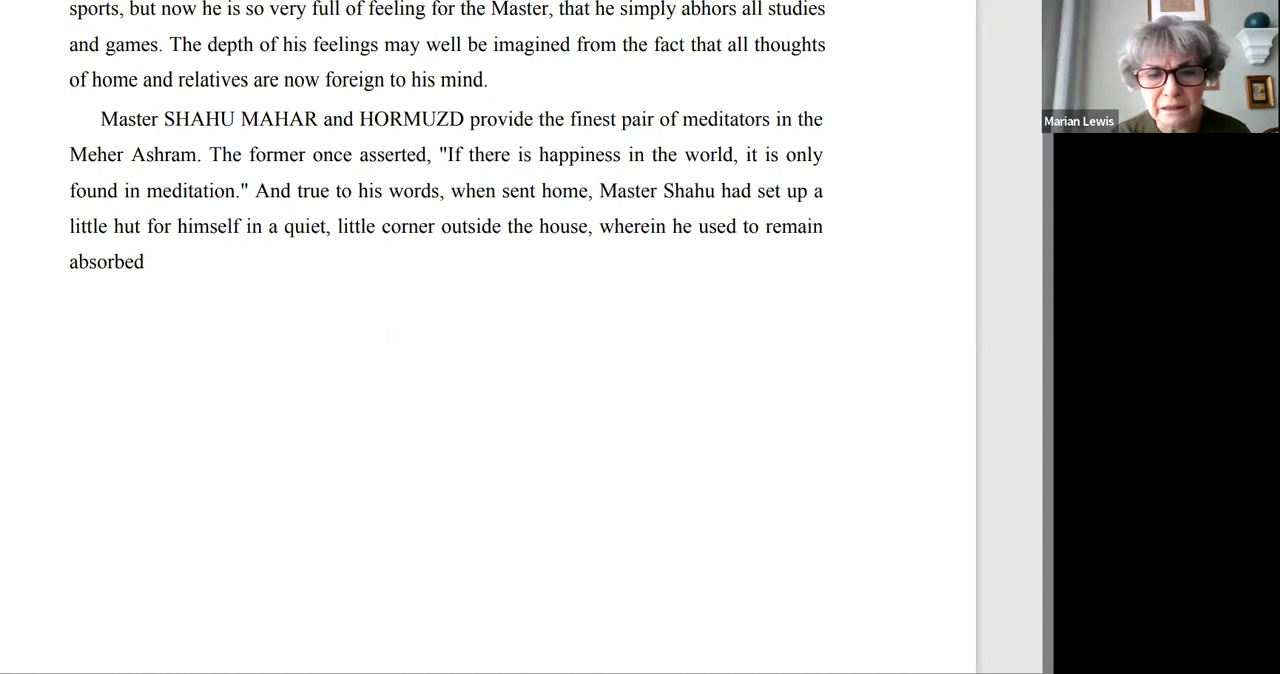 sports, but now he is so very full of feeling for the Master, that he simply abhors all studies
and games. The depth of his feelings may well be imagined from the fact that all thoughts
of home and relatives are now foreign to his mind.
Master SHAHU MAHAR and HORMUZD provide the finest pair of meditators in the
Meher Ashram. The former once asserted, "If there is happiness in the world, it is only
found in meditation." And true to his words, when sent home, Master Shahu had set up a
little hut for himself in a quiet, little corner outside the house, wherein he used to remain
absorbed
Marian Lewis